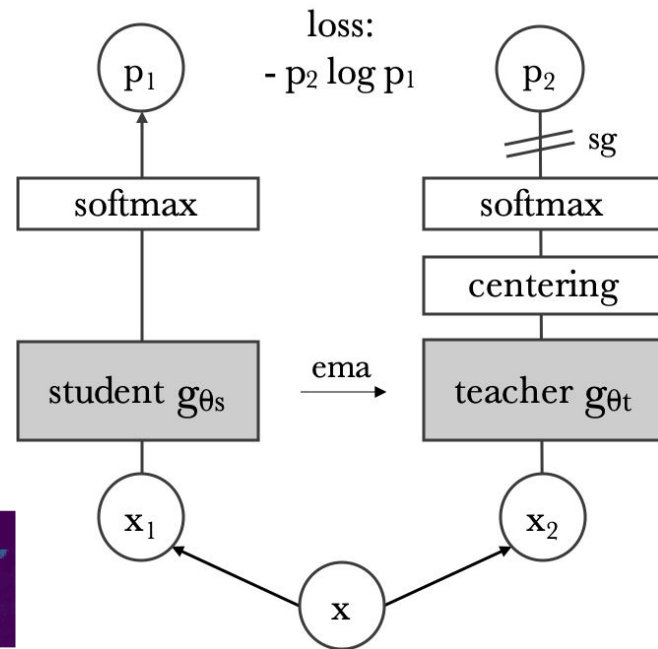 loss:
- p₂ log p₁
p₁
p₂
sg
softmax
softmax
centering
student gθs
ema
teacher gθt
x₁
x₂
x